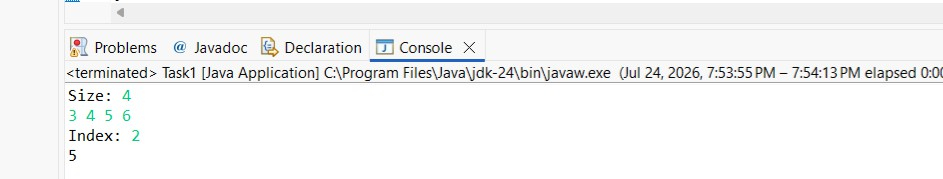 Problems @ Javadoc Declaration Console
<terminated> Task1 [Java Application] C:\Program Files\Java\jdk-24\bin\javaw.exe (Jul 24, 2026, 7:53:55 PM – 7:54:13 PM elapsed 0:00
Size: 4
3 4 5 6
Index: 2
5